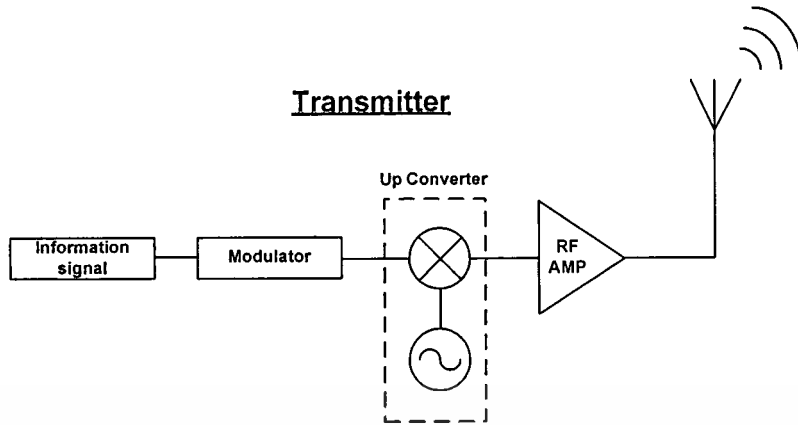 Transmitter
Up Converter
Information
signal
Modulator
RF
AMP